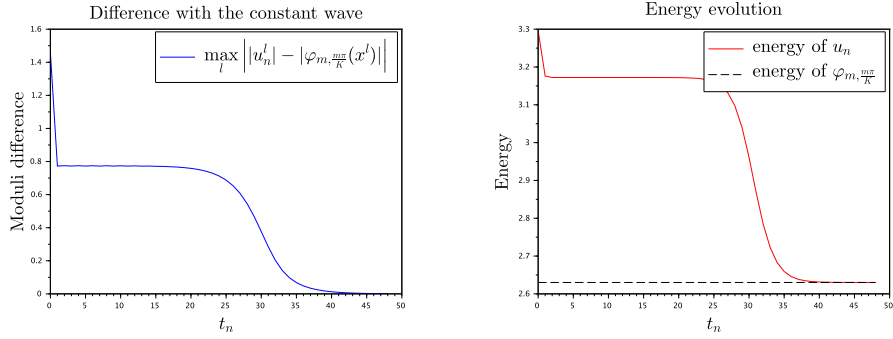 Difference with the constant wave
1.6
1.4
1.2
1
0.8
0.6
0.4
0.2
0
Moduli difference
max_l ||u_n^l| − |φ_{m,mπ/K}(x^l)||
0 5 10 15 20 25 30 35 40 45 50
t_n
Energy evolution
3.3
3.2
3.1
3
2.9
2.8
2.7
2.6
Energy
energy of u_n
energy of φ_{m,mπ/K}
0 5 10 15 20 25 30 35 40 45 50
t_n